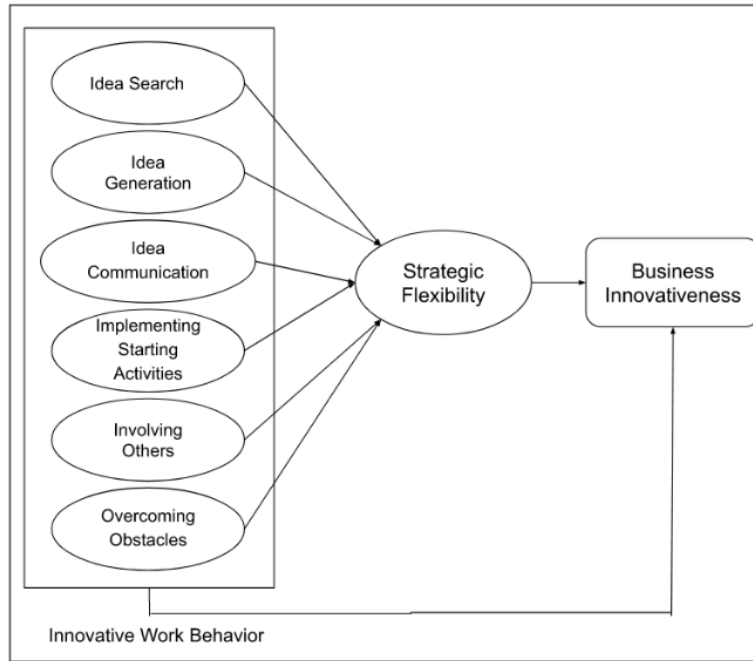 Idea Search
Idea
Generation
Idea
Communication
Implementing
Starting
Activities
Involving
Others
Overcoming
Obstacles
Strategic
Flexibility
Business
Innovativeness
Innovative Work Behavior